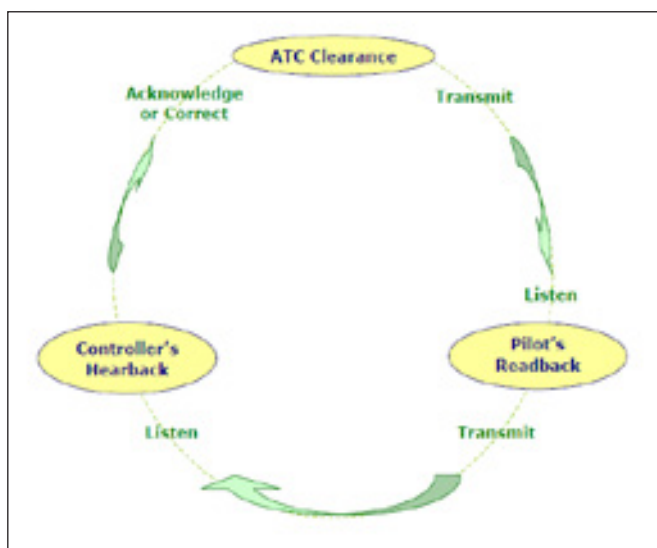 ATC Clearance
Acknowledge
or Correct
Transmit
Listen
Controller's
Hearback
Pilot's
Readback
Listen
Transmit